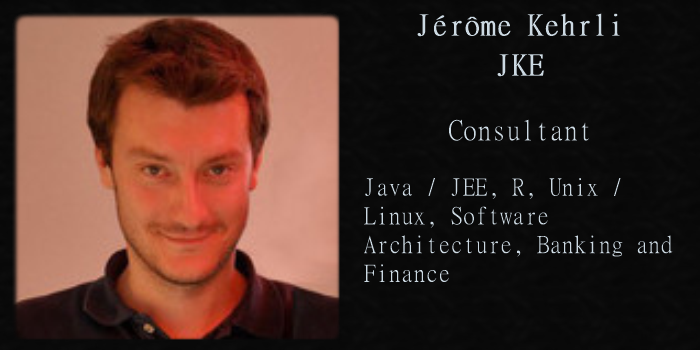 Jérôme Kehrli
JKE
Consultant
Java / JEE, R, Unix /
Linux, Software
Architecture, Banking and
Finance